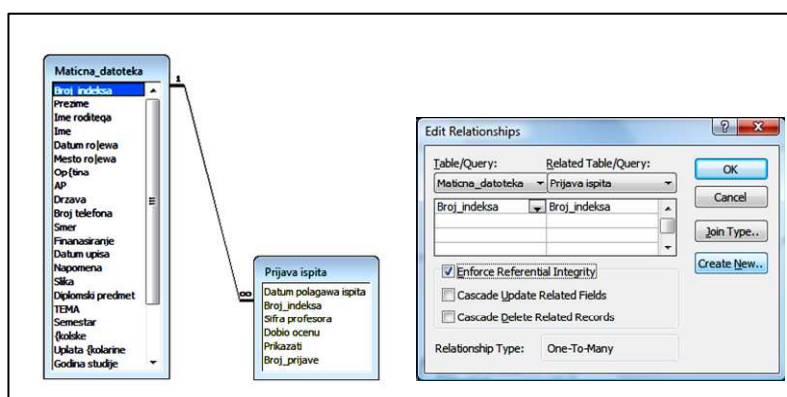 Maticna_datoteka
Broj_indeksa
Prezime
Ime roditeqa
Ime
Datum ro|ewa
Mesto ro|ewa
Op{tina
AP
Drzava
Broj telefona
Smer
Finanasiranje
Datum upisa
Napomena
Slika
Diplomski predmet
TEMA
Semestar
{kolske
Uplata {kolarine
Godina studije
1
∞
Prijava ispita
Datum polagawa ispita
Broj_indeksa
Sifra profesora
Dobio ocenu
Prikazati
Broj_prijave
Edit Relationships
Table/Query: Related Table/Query:
Maticna_datoteka Prijava ispita
Broj_indeksa Broj_indeksa
Enforce Referential Integrity
Cascade Update Related Fields
Cascade Delete Related Records
Relationship Type: One-To-Many
OK
Cancel
Join Type..
Create New..